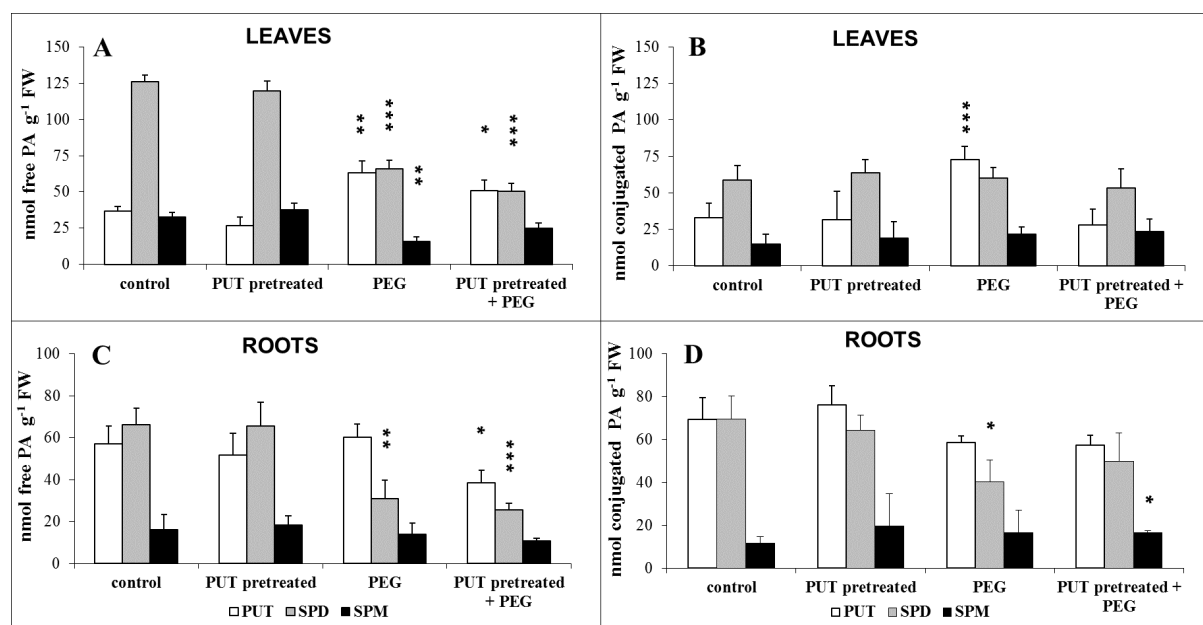 A
LEAVES
nmol free PA g-1 FW
150
125
100
75
50
25
0
**
***
**
*
***
control
PUT pretreated
PEG
PUT pretreated
+ PEG
B
LEAVES
nmol conjugated PA g-1 FW
150
125
100
75
50
25
0
***
control
PUT pretreated
PEG
PUT pretreated +
PEG
C
ROOTS
nmol free PA g-1 FW
100
80
60
40
20
0
**
*
***
control
PUT pretreated
PEG
PUT pretreated
+ PEG
PUT SPD SPM
D
ROOTS
nmol conjugated PA g-1 FW
100
80
60
40
20
0
*
*
control
PUT pretreated
PEG
PUT pretreated +
PEG
PUT SPD SPM